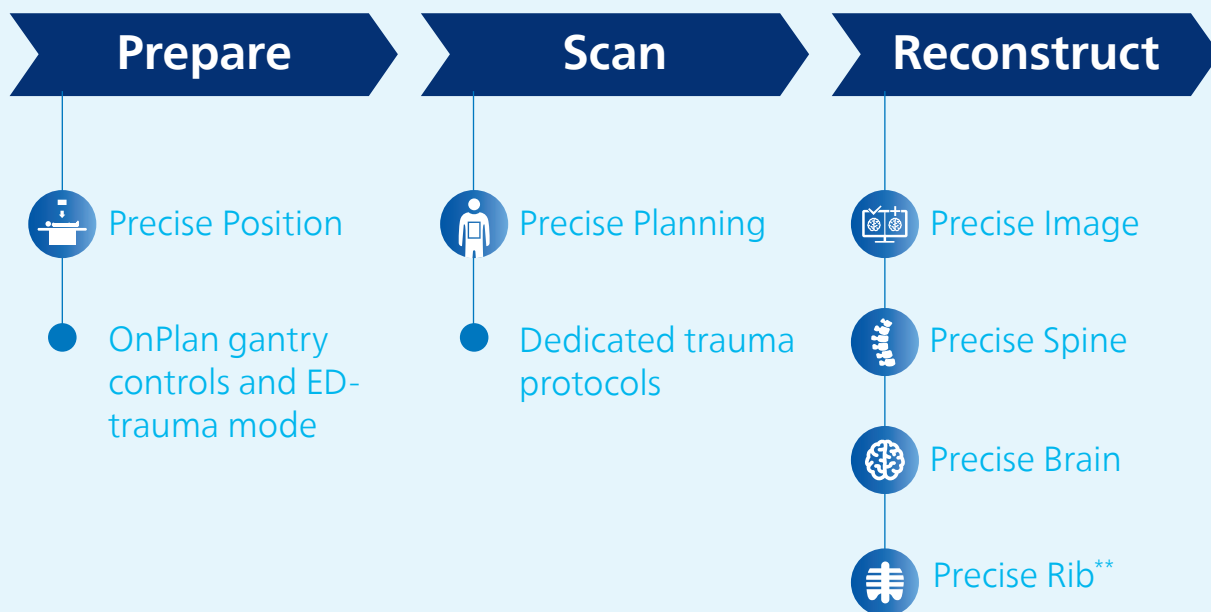 Prepare
Precise Position
OnPlan gantry
controls and ED-
trauma mode
Scan
Precise Planning
Dedicated trauma
protocols
Reconstruct
Precise Image
Precise Spine
Precise Brain
Precise Rib**